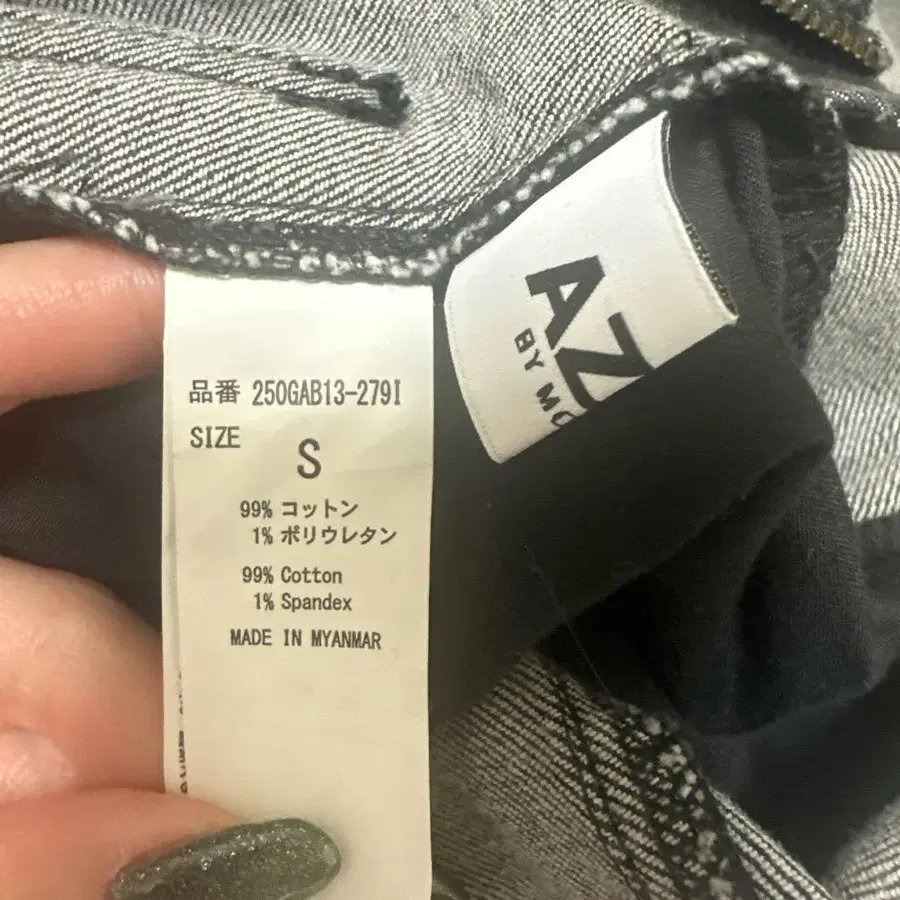 品番 250GAB13-279I
SIZE
S
99% コットン
1% ポリウレタン
99% Cotton
1% Spandex
MADE IN MYANMAR
AZ
BY MO